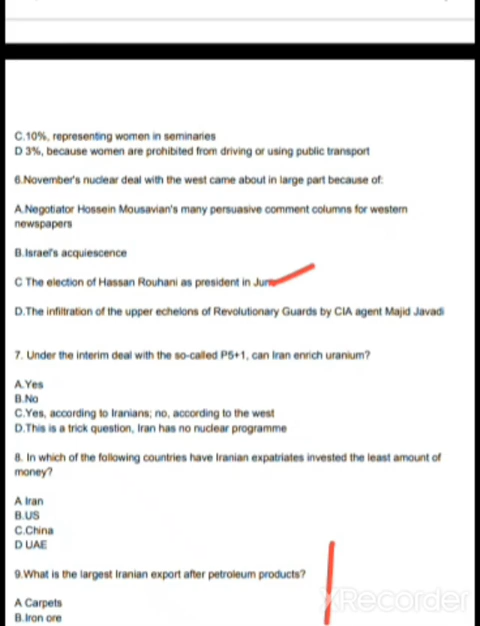 C.10%, representing women in seminaries
D 3%, because women are prohibited from driving or using public transport
6.November's nuclear deal with the west came about in large part because of:
A.Negotiator Hossein Mousavian's many persuasive comment columns for western
newspapers
B.Israel's acquiescence
C The election of Hassan Rouhani as president in June
D.The infiltration of the upper echelons of Revolutionary Guards by CIA agent Majid Javadi
7. Under the interim deal with the so-called P5+1, can Iran enrich uranium?
A.Yes
B.No
C.Yes, according to Iranians; no, according to the west
D.This is a trick question, Iran has no nuclear programme
8. In which of the following countries have Iranian expatriates invested the least amount of
money?
A Iran
B.US
C.China
D UAE
9.What is the largest Iranian export after petroleum products?
A Carpets
B.Iron ore
XRecorder